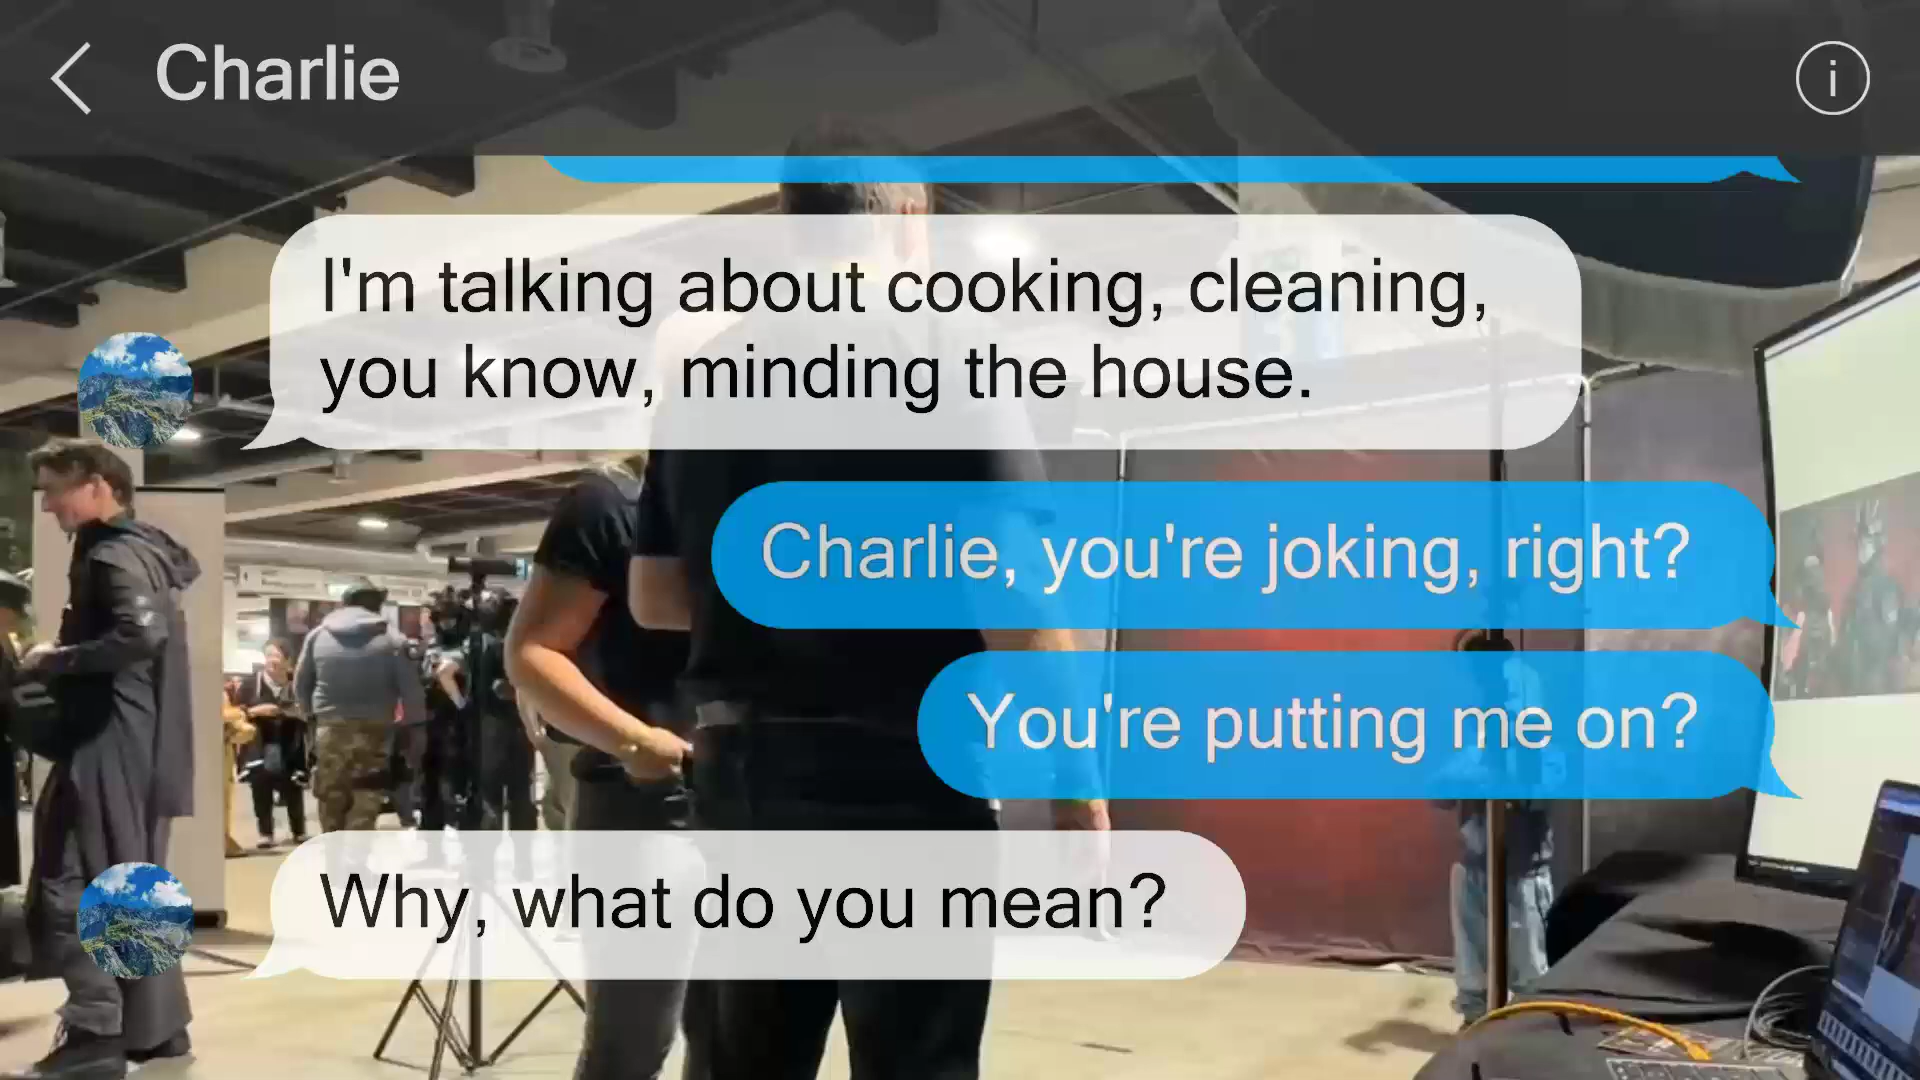 Charlie
I'm talking about cooking, cleaning,
you know, minding the house.
Charlie, you're joking, right?
You're putting me on?
Why, what do you mean?